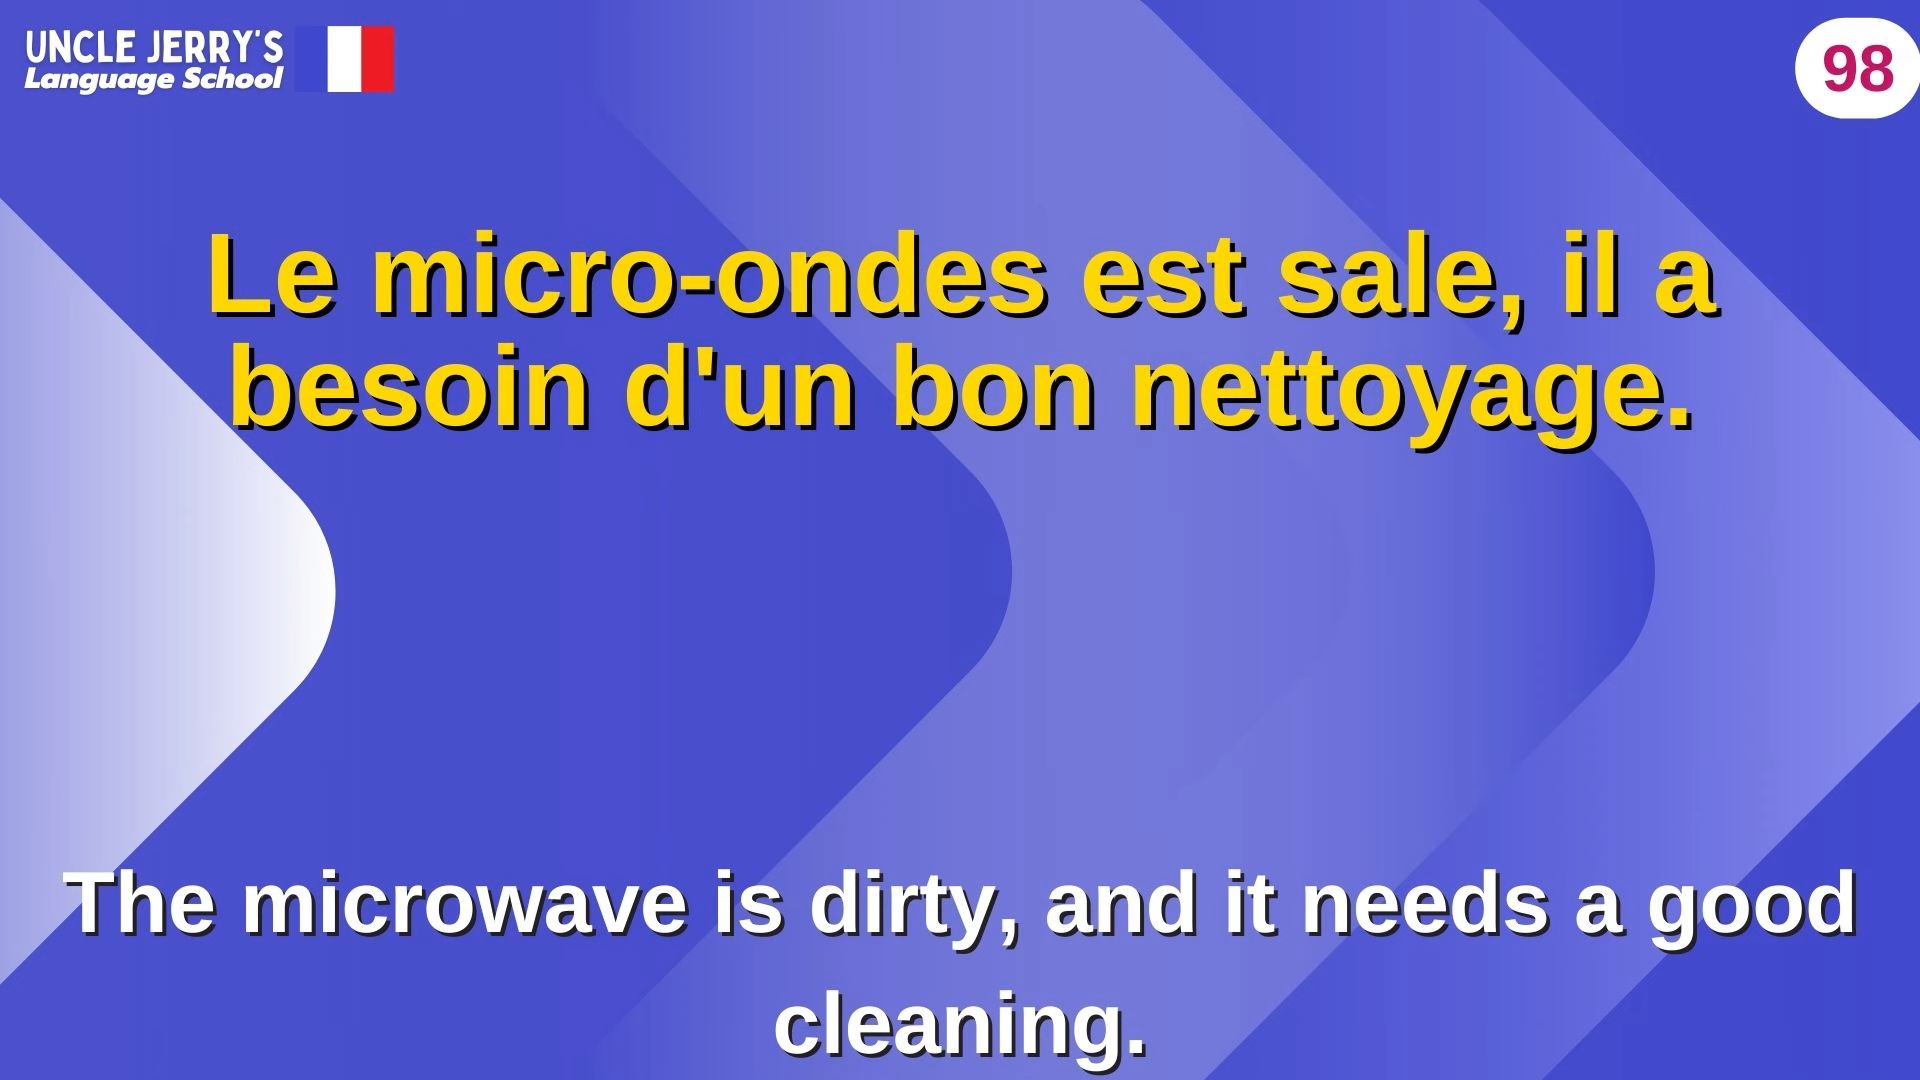 UNCLE JERRY'S
Language School
98
Le micro-ondes est sale, il a
besoin d'un bon nettoyage.
The microwave is dirty, and it needs a good
cleaning.